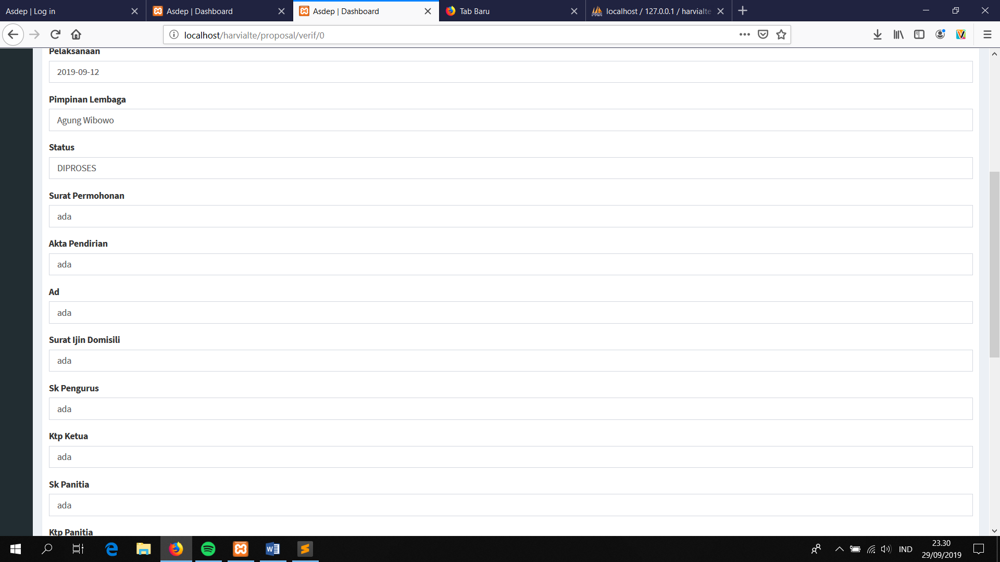 Asdep | Log in
Asdep | Dashboard
Asdep | Dashboard
Tab Baru
localhost / 127.0.0.1 / harvialte
localhost/harvialte/proposal/verif/0
Pelaksanaan
2019-09-12
Pimpinan Lembaga
Agung Wibowo
Status
DIPROSES
Surat Permohonan
ada
Akta Pendirian
ada
Ad
ada
Surat Ijin Domisili
ada
Sk Pengurus
ada
Ktp Ketua
ada
Sk Panitia
ada
Ktp Panitia
IND
23.30
29/09/2019